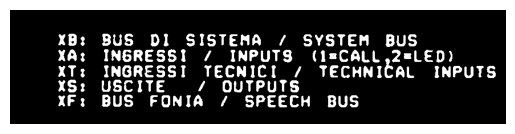 XB: BUS DI SISTEMA / SYSTEM BUS
XA: INGRESSI / INPUTS (1=CALL,2=LED)
XT: INGRESSI TECNICI / TECHNICAL INPUTS
XS: USCITE / OUTPUTS
XF: BUS FONIA / SPEECH BUS